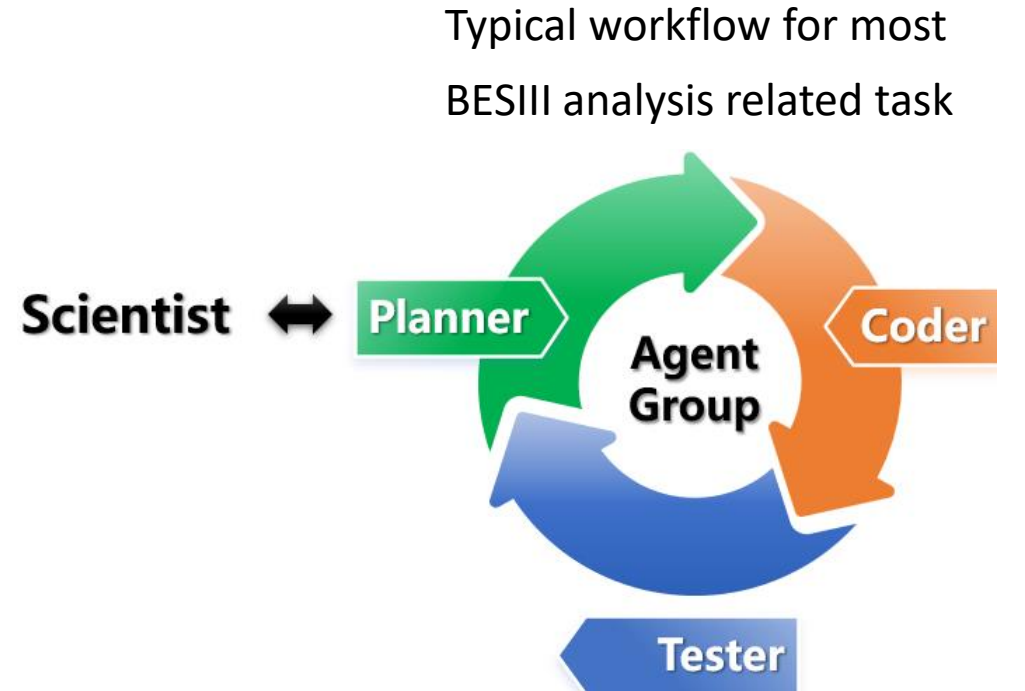 Typical workflow for most
BESIII analysis related task
Scientist
Planner
Coder
Agent
Group
Tester